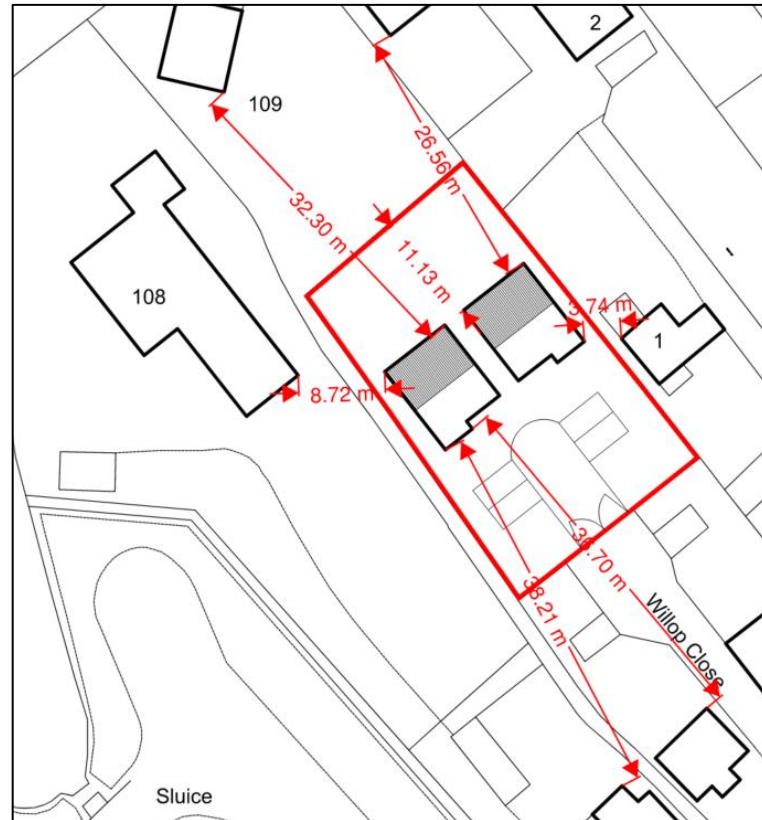 2
109
26.56 m
32.30 m
11.13 m
108
3.74 m
1
8.72 m
36.70 m
38.21 m
Willop Close
Sluice